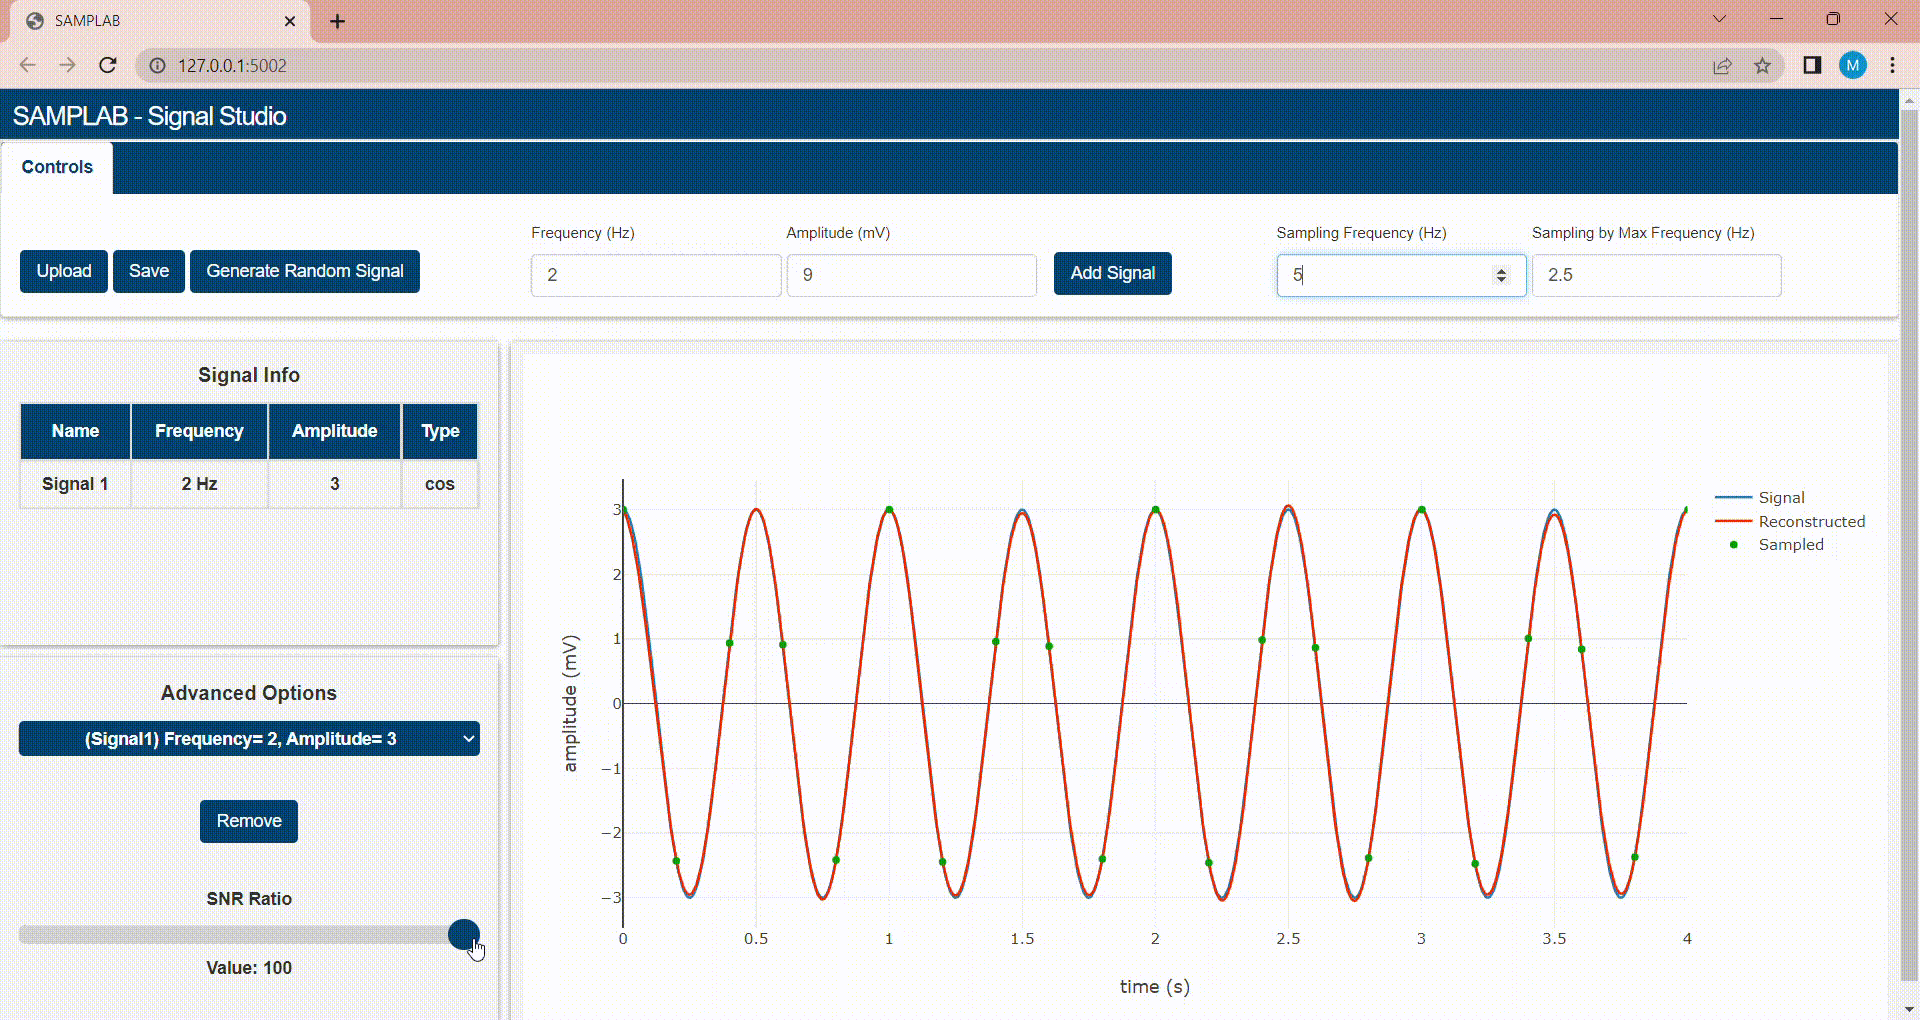 SAMPLAB
127.0.0.1:5002
M
SAMPLAB - Signal Studio
Controls
Frequency (Hz)
Amplitude (mV)
Sampling Frequency (Hz)
Sampling by Max Frequency (Hz)
Upload
Save
Generate Random Signal
2
9
Add Signal
5
2.5
Signal Info
Name Frequency Amplitude Type
Signal 1 2 Hz 3 cos
Advanced Options
(Signal1) Frequency= 2, Amplitude= 3
Remove
SNR Ratio
Value: 100
Signal
Reconstructed
Sampled
3
2
1
0
−1
−2
−3
amplitude (mV)
0 0.5 1 1.5 2 2.5 3 3.5 4
time (s)